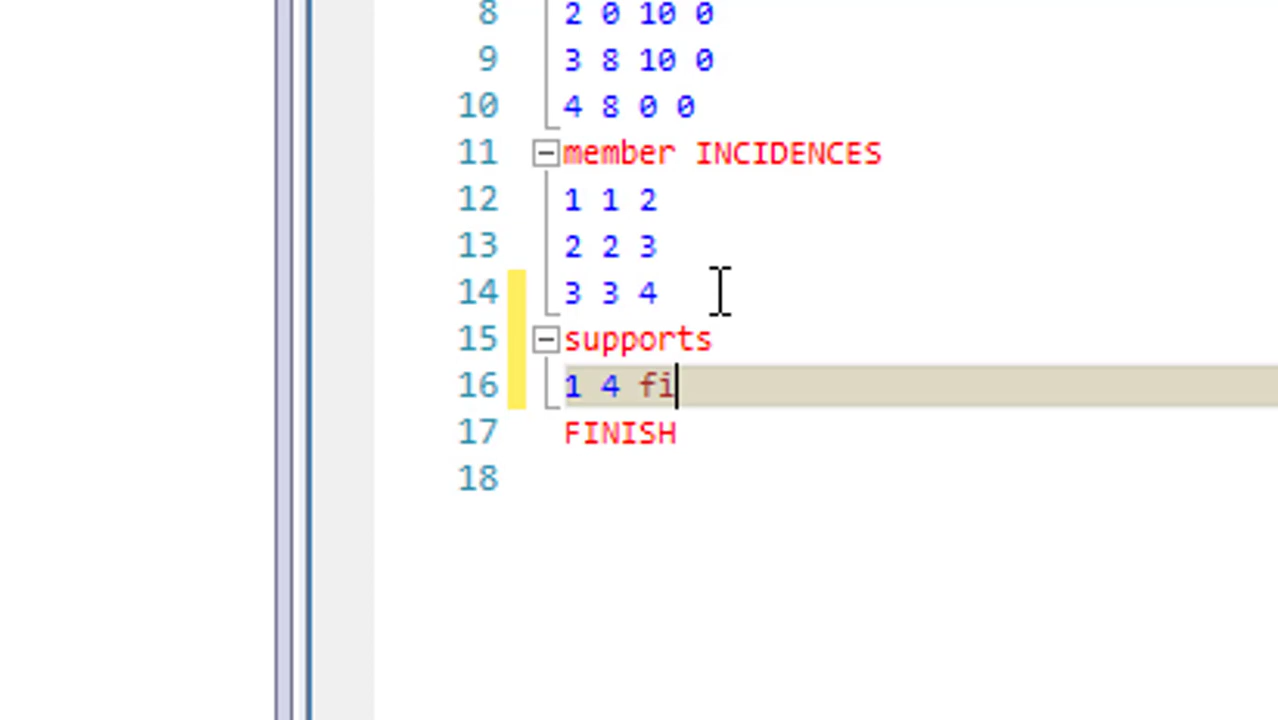 8 2 0 10 0
9 3 8 10 0
10 4 8 0 0
11 member INCIDENCES
12 1 1 2
13 2 2 3
14 3 3 4
15 supports
16 1 4 fi
17 FINISH
18